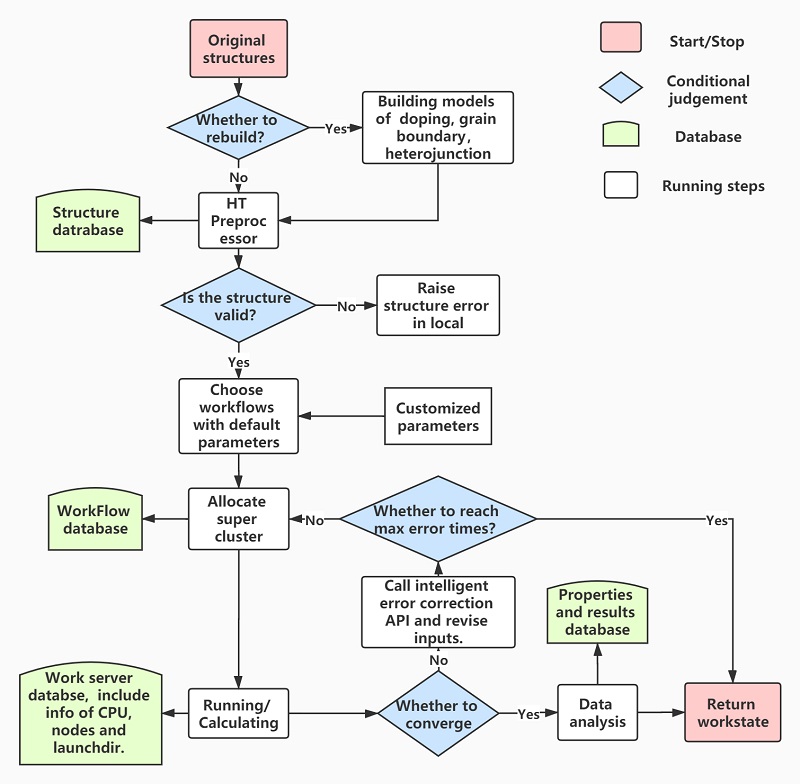 Original
structures
Start/Stop
Conditional
judgement
Database
Running steps
Whether to
rebuild?
Yes
Building models
of doping, grain
boundary,
heterojunction
No
HT
Preproc
essor
Structure
datrabase
Is the structure
valid?
No
Raise
structure error
in local
Yes
Choose
workflows
with default
parameters
Customized
parameters
WorkFlow
database
Allocate
super
cluster
No
Whether to reach
max error times?
Yes
Call intelligent
error correction
API and revise
inputs.
Properties
and results
database
No
Work server
databse, include
info of CPU,
nodes and
launchdir.
Running/
Calculating
Whether to
converge
Yes
Data
analysis
Return
workstate